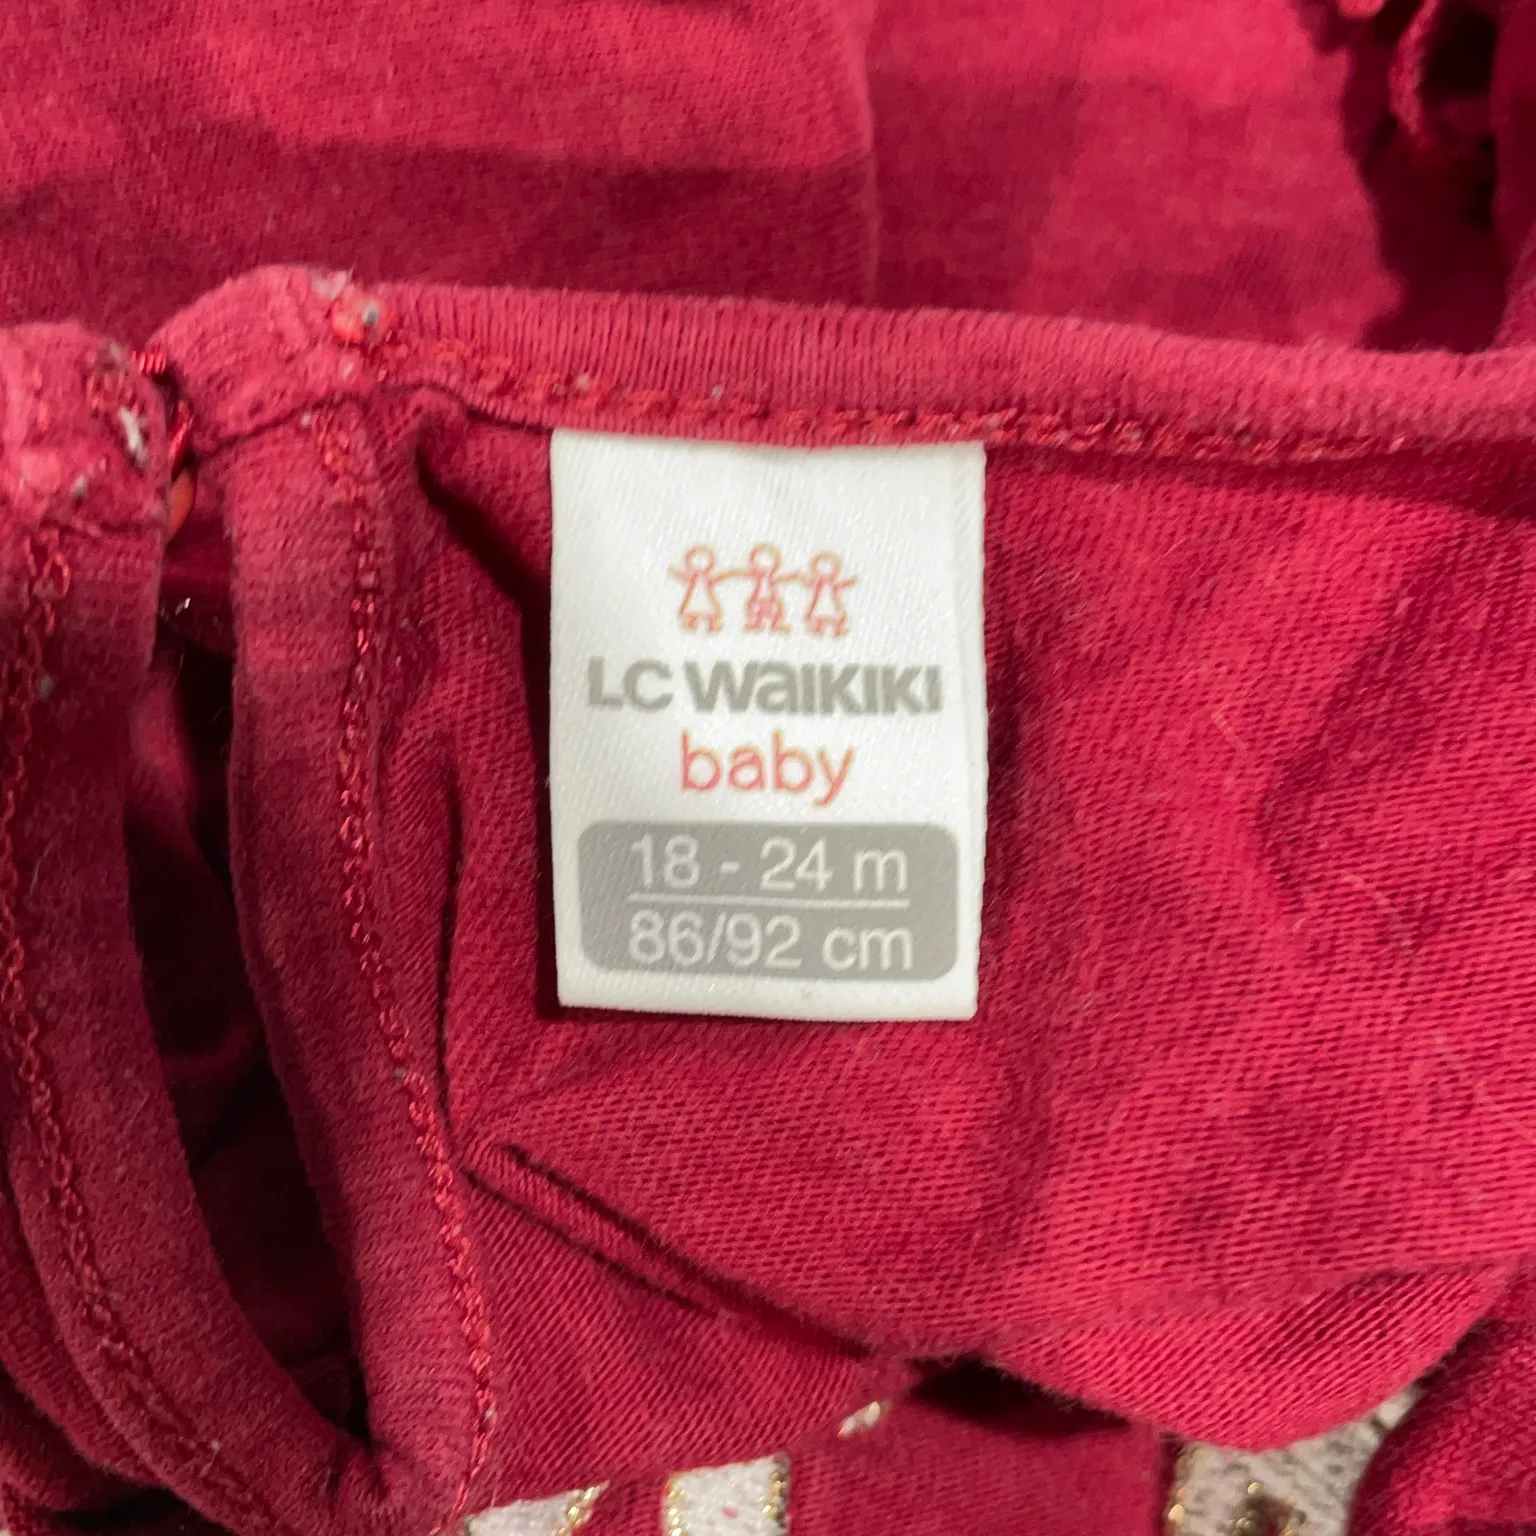 LC WAIKIKI
baby
18 - 24 m
86/92 cm